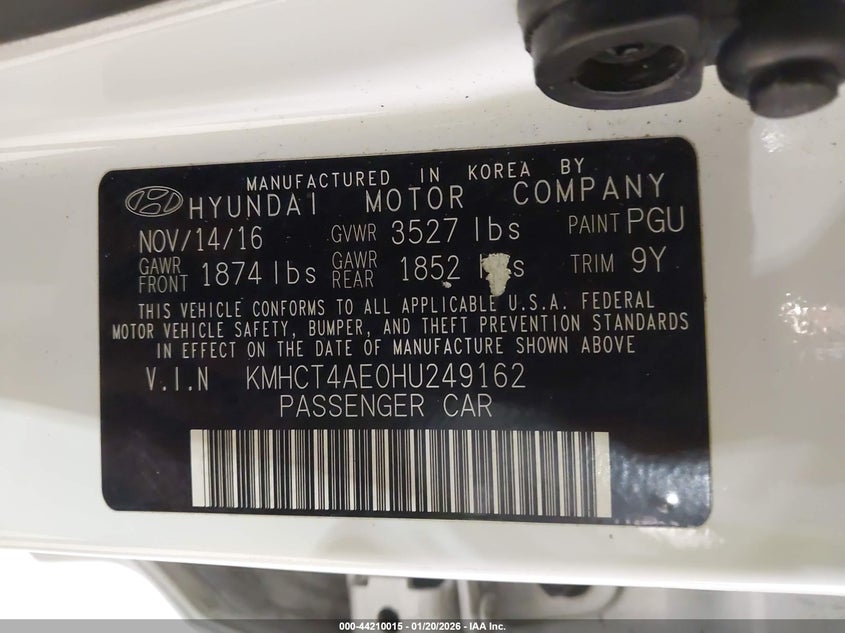 MANUFACTURED IN KOREA BY
HYUNDAI MOTOR COMPANY
NOV/14/16 GVWR 3527 lbs PAINT PGU
GAWR FRONT 1874 lbs GAWR REAR 1852 lbs TRIM 9Y
THIS VEHICLE CONFORMS TO ALL APPLICABLE U.S.A. FEDERAL
MOTOR VEHICLE SAFETY, BUMPER, AND THEFT PREVENTION STANDARDS
IN EFFECT ON THE DATE OF MANUFACTURE SHOWN ABOVE
V.I.N KMHCT4AE0HU249162
PASSENGER CAR
000-44210015 - 01/20/2026 - IAA Inc.